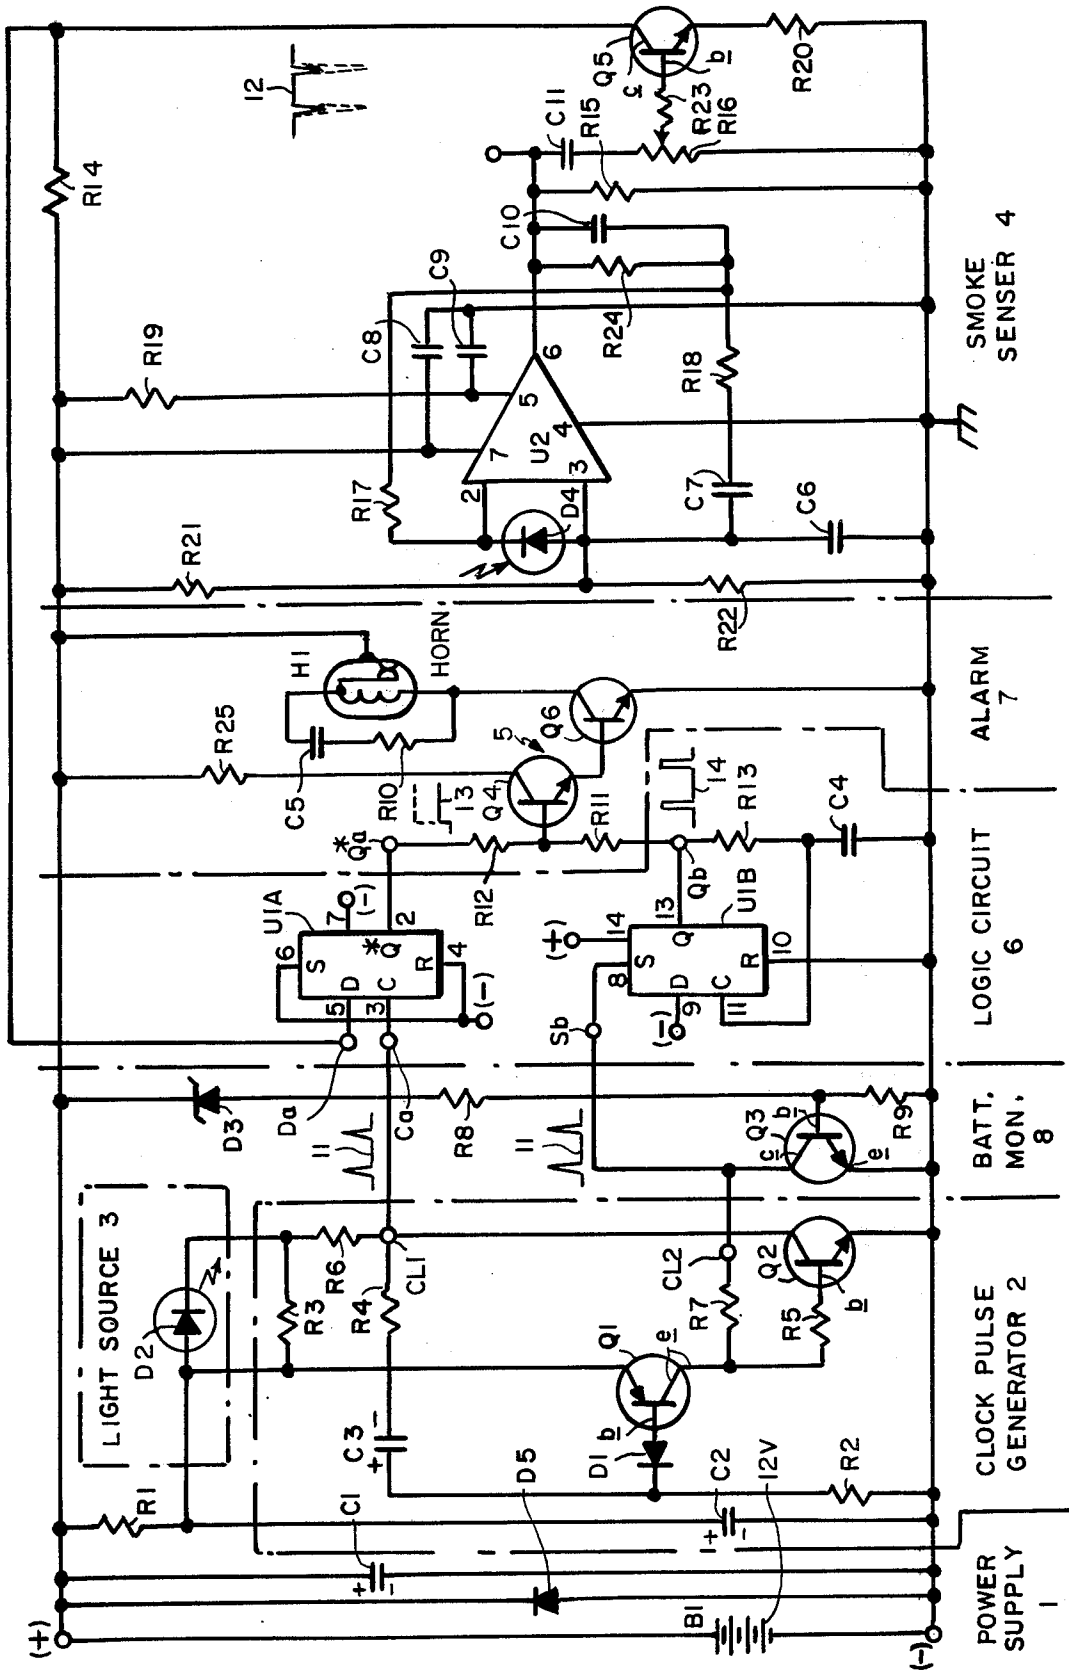 (+)
(-)
B1
12V
D5
C1
+
-
R1
C2
+
-
LIGHT SOURCE 3
D2
R3
R6
R4
C3
+
-
CL1
D1
b
Q1
e
R2
R7
CL2
R5
Q2
b
D3
Da
Ca
11
R8
11
Q3
c
b
e
R9
Sb
U1A
6
S
7
(-)
5
D
*Q
2
3
C
R
4
(-)
*Qa
R12
(+)
14
8
S
13
Q
Qb
9
D
(-)
C
11
R
10
U1B
R11
R13
C4
14
13
Q4
5
Q6
R25
C5
R10
H1
HORN
R21
R22
R17
D4
2
3
7
U2
4
5
6
C6
C7
R18
R19
C8
C9
R24
C10
R15
C11
R23
R16
R14
12
Q5
c
b
R20
POWER
SUPPLY
1
CLOCK PULSE
GENERATOR 2
BATT.
MON.
8
LOGIC CIRCUIT
6
ALARM
7
SMOKE
SENSER 4